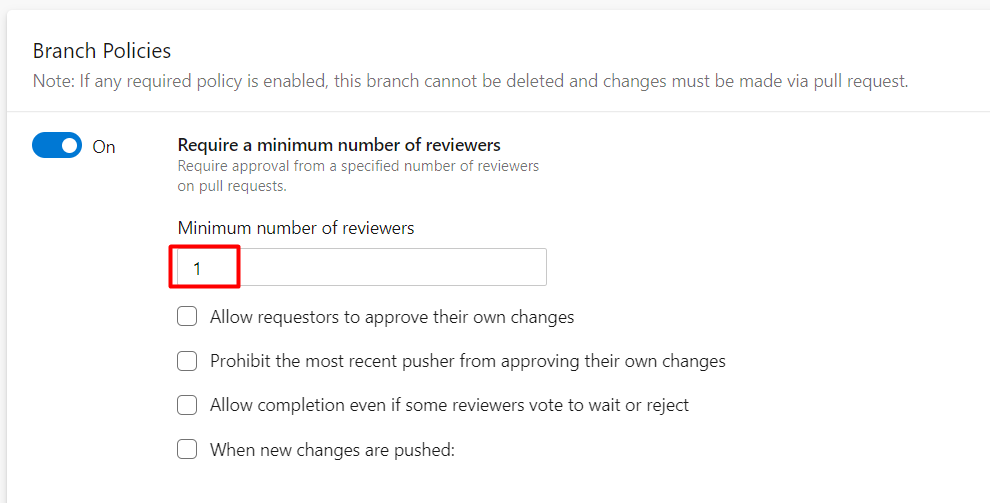 Branch Policies
Note: If any required policy is enabled, this branch cannot be deleted and changes must be made via pull request.
On
Require a minimum number of reviewers
Require approval from a specified number of reviewers
on pull requests.
Minimum number of reviewers
1
Allow requestors to approve their own changes
Prohibit the most recent pusher from approving their own changes
Allow completion even if some reviewers vote to wait or reject
When new changes are pushed: